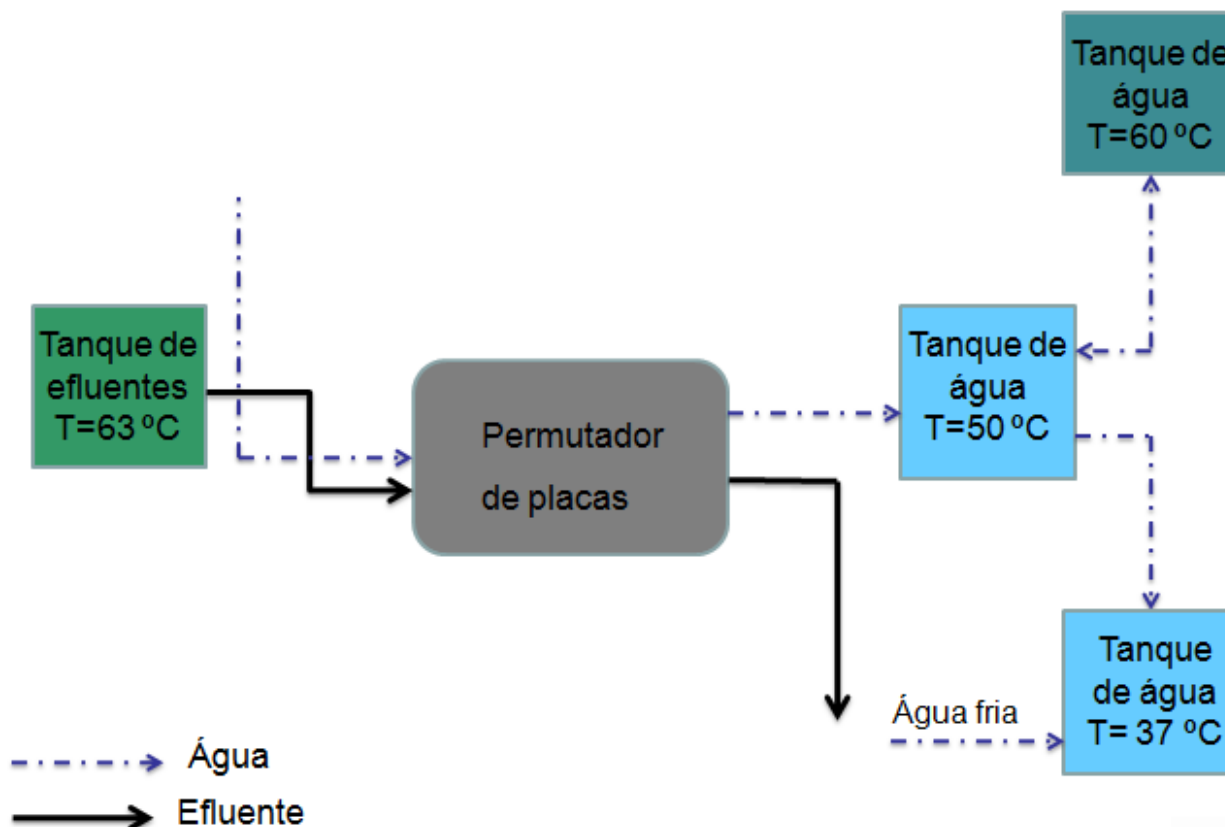 Tanque de
água
T=60 ºC
Tanque de
efluentes
T=63 ºC
Permutador
de placas
Tanque de
água
T=50 ºC
Água fria
Tanque
de água
T= 37 ºC
Água
Efluente